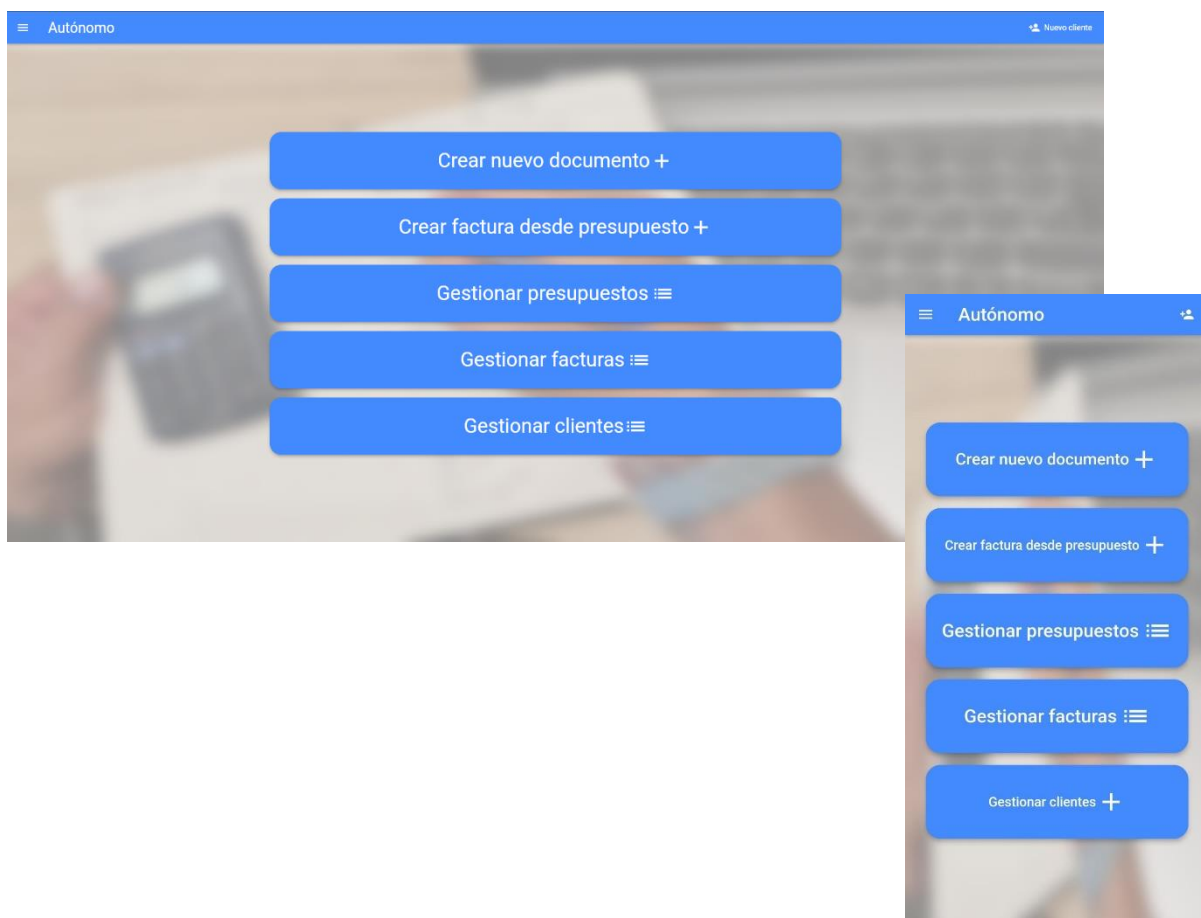 Autónomo
Nuevo cliente
Crear nuevo documento
Crear factura desde presupuesto
Gestionar presupuestos
Gestionar facturas
Gestionar clientes
Autónomo
Crear nuevo documento
Crear factura desde presupuesto
Gestionar presupuestos
Gestionar facturas
Gestionar clientes